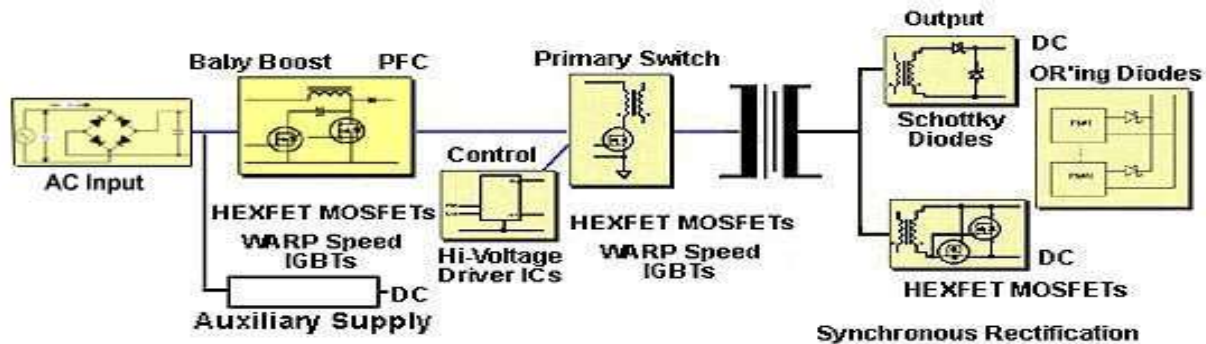 AC Input
Baby Boost PFC
HEXFET MOSFETs
WARP Speed
IGBTs
DC
Auxiliary Supply
Control
Hi-Voltage
Driver ICs
Primary Switch
HEXFET MOSFETs
WARP Speed
IGBTs
Output
DC
Schottky
Diodes
OR'ing Diodes
DC
HEXFET MOSFETs
Synchronous Rectification